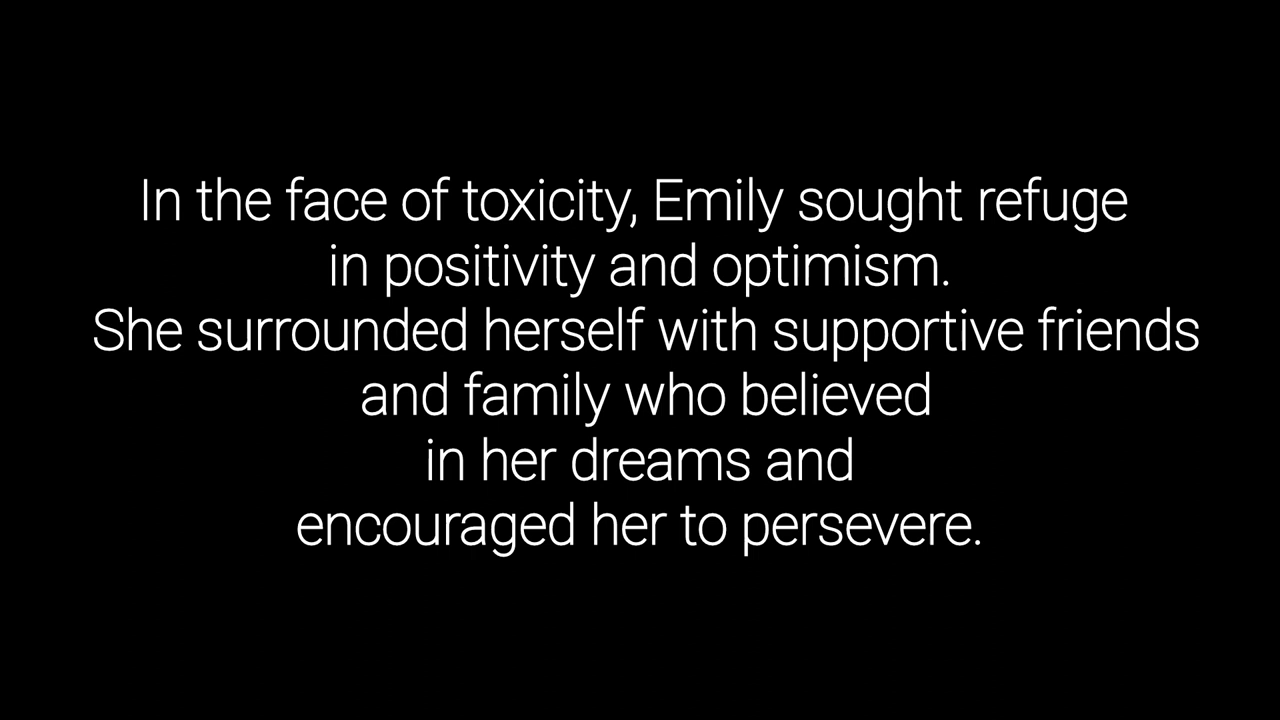 In the face of toxicity, Emily sought refuge
in positivity and optimism.
She surrounded herself with supportive friends
and family who believed
in her dreams and
encouraged her to persevere.